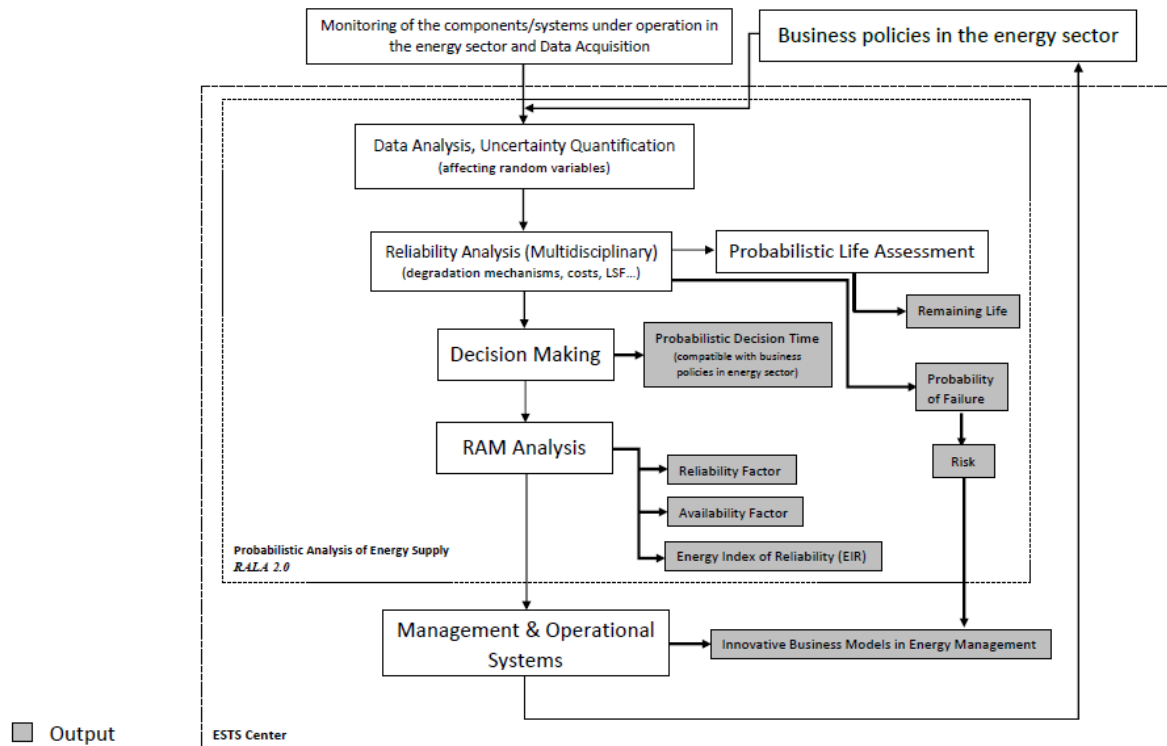 Monitoring of the components/systems under operation in
the energy sector and Data Acquisition
Business policies in the energy sector
Data Analysis, Uncertainty Quantification
(affecting random variables)
Reliability Analysis (Multidisciplinary)
(degradation mechanisms, costs, LSF...)
Probabilistic Life Assessment
Remaining Life
Decision Making
Probabilistic Decision Time
(compatible with business
policies in energy sector)
Probability
of Failure
RAM Analysis
Risk
Reliability Factor
Availability Factor
Energy Index of Reliability (EIR)
Probabilistic Analysis of Energy Supply
RALA 2.0
Management & Operational
Systems
Innovative Business Models in Energy Management
Output
ESTS Center